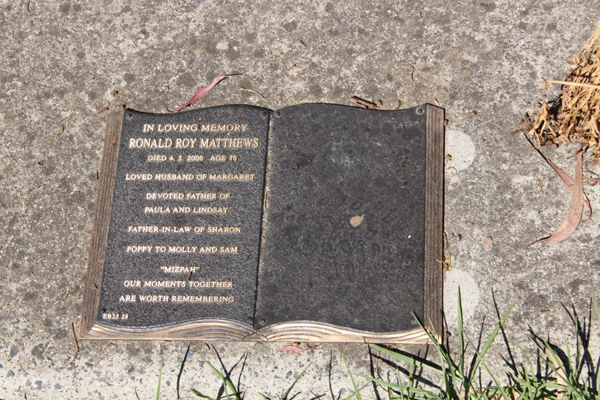 IN LOVING MEMORY
RONALD ROY MATTHEWS
DIED 4. 3. 2006 AGE 76
LOVED HUSBAND OF MARGARET
DEVOTED FATHER OF
PAULA AND LINDSAY
FATHER-IN-LAW OF SHARON
POPPY TO MOLLY AND SAM
"MIZPAH"
OUR MOMENTS TOGETHER
ARE WORTH REMEMBERING